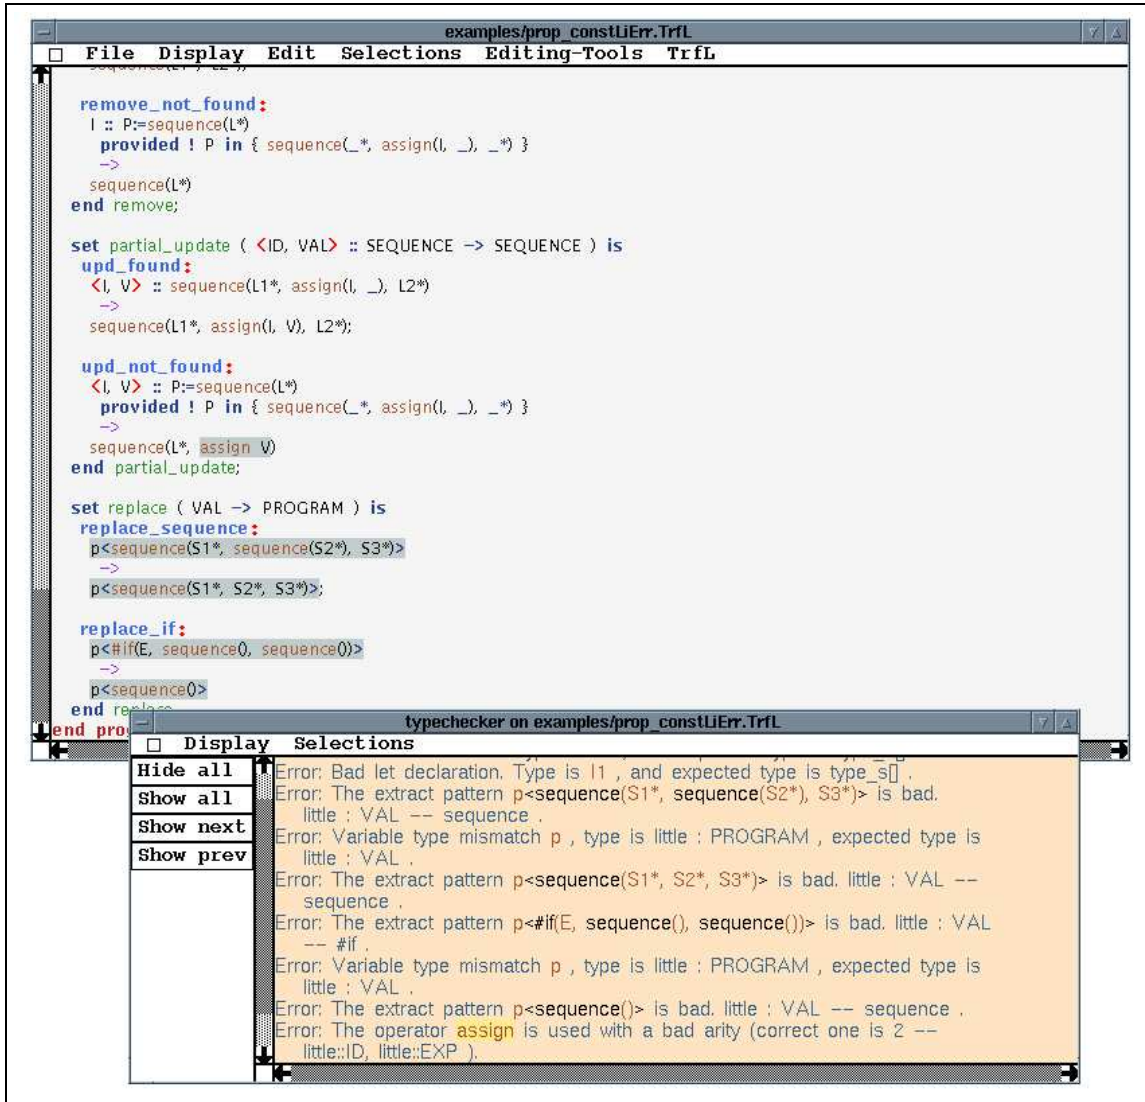 examples/prop_constLiErr.TrfL
File Display Edit Selections Editing-Tools TrfL
remove_not_found:
I :: P:=sequence(L*)
provided ! P in { sequence(_*, assign(I, _), _*) }
->
sequence(L*)
end remove;
set partial_update ( <ID, VAL> :: SEQUENCE -> SEQUENCE ) is
upd_found:
<I, V> :: sequence(L1*, assign(I, _), L2*)
->
sequence(L1*, assign(I, V), L2*);
upd_not_found:
<I, V> :: P:=sequence(L*)
provided ! P in { sequence(_*, assign(I, _), _*) }
->
sequence(L*, assign V)
end partial_update;
set replace ( VAL -> PROGRAM ) is
replace_sequence:
p<sequence(S1*, sequence(S2*), S3*)>
->
p<sequence(S1*, S2*, S3*)>;
replace_if:
p<#if(E, sequence(), sequence())>
->
p<sequence()>
end replace
end pro
typechecker on examples/prop_constLiErr.TrfL
Display Selections
Hide all
Show all
Show next
Show prev
Error: Bad let declaration. Type is l1 , and expected type is type_s[] .
Error: The extract pattern p<sequence(S1*, sequence(S2*), S3*)> is bad.
little : VAL -- sequence .
Error: Variable type mismatch p , type is little : PROGRAM , expected type is
little : VAL .
Error: The extract pattern p<sequence(S1*, S2*, S3*)> is bad. little : VAL --
sequence .
Error: The extract pattern p<#if(E, sequence(), sequence())> is bad. little : VAL
-- #if .
Error: Variable type mismatch p , type is little : PROGRAM , expected type is
little : VAL .
Error: The extract pattern p<sequence()> is bad. little : VAL -- sequence .
Error: The operator assign is used with a bad arity (correct one is 2 --
little::ID, little::EXP ).